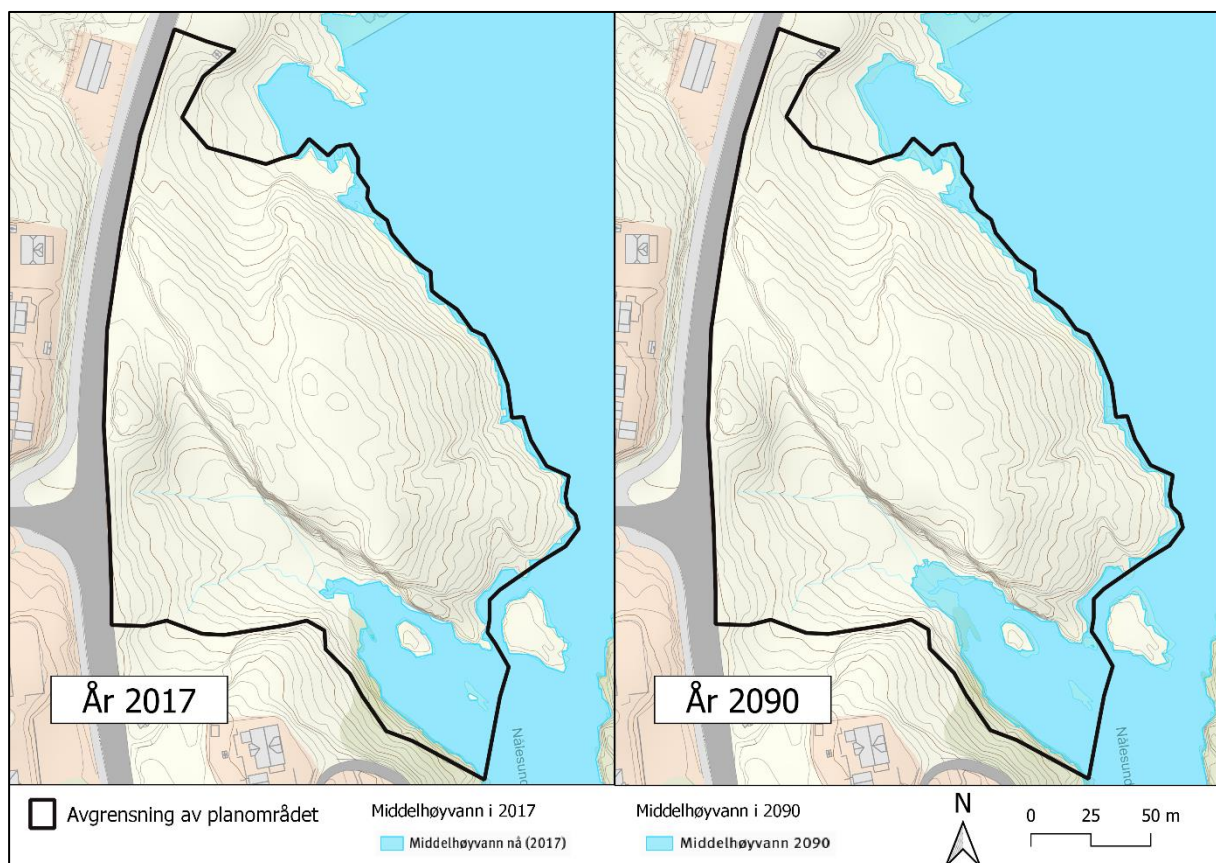 År 2017
Nålesund
År 2090
Nålesund
Avgrensning av planområdet
Middelhøyvann i 2017
Middelhøyvann nå (2017)
Middelhøyvann i 2090
Middelhøyvann 2090
N
0 25 50 m